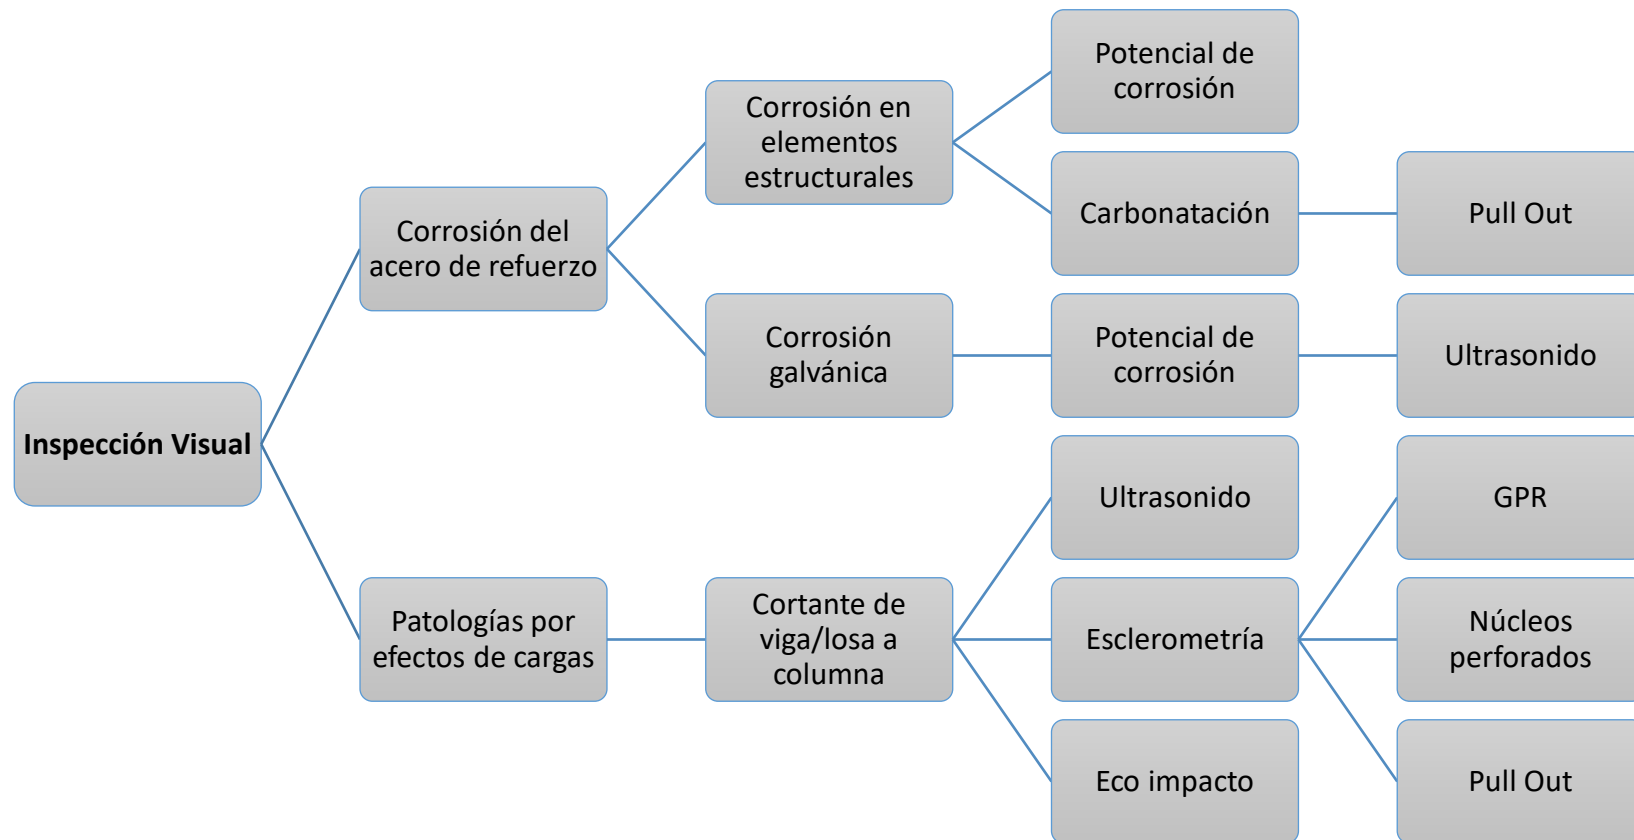 Potencial de
corrosión
Corrosión en
elementos
estructurales
Carbonatación
Pull Out
Corrosión del
acero de refuerzo
Corrosión
galvánica
Potencial de
corrosión
Ultrasonido
Inspección Visual
Ultrasonido
GPR
Patologías por
efectos de cargas
Cortante de
viga/losa a
columna
Esclerometría
Núcleos
perforados
Eco impacto
Pull Out